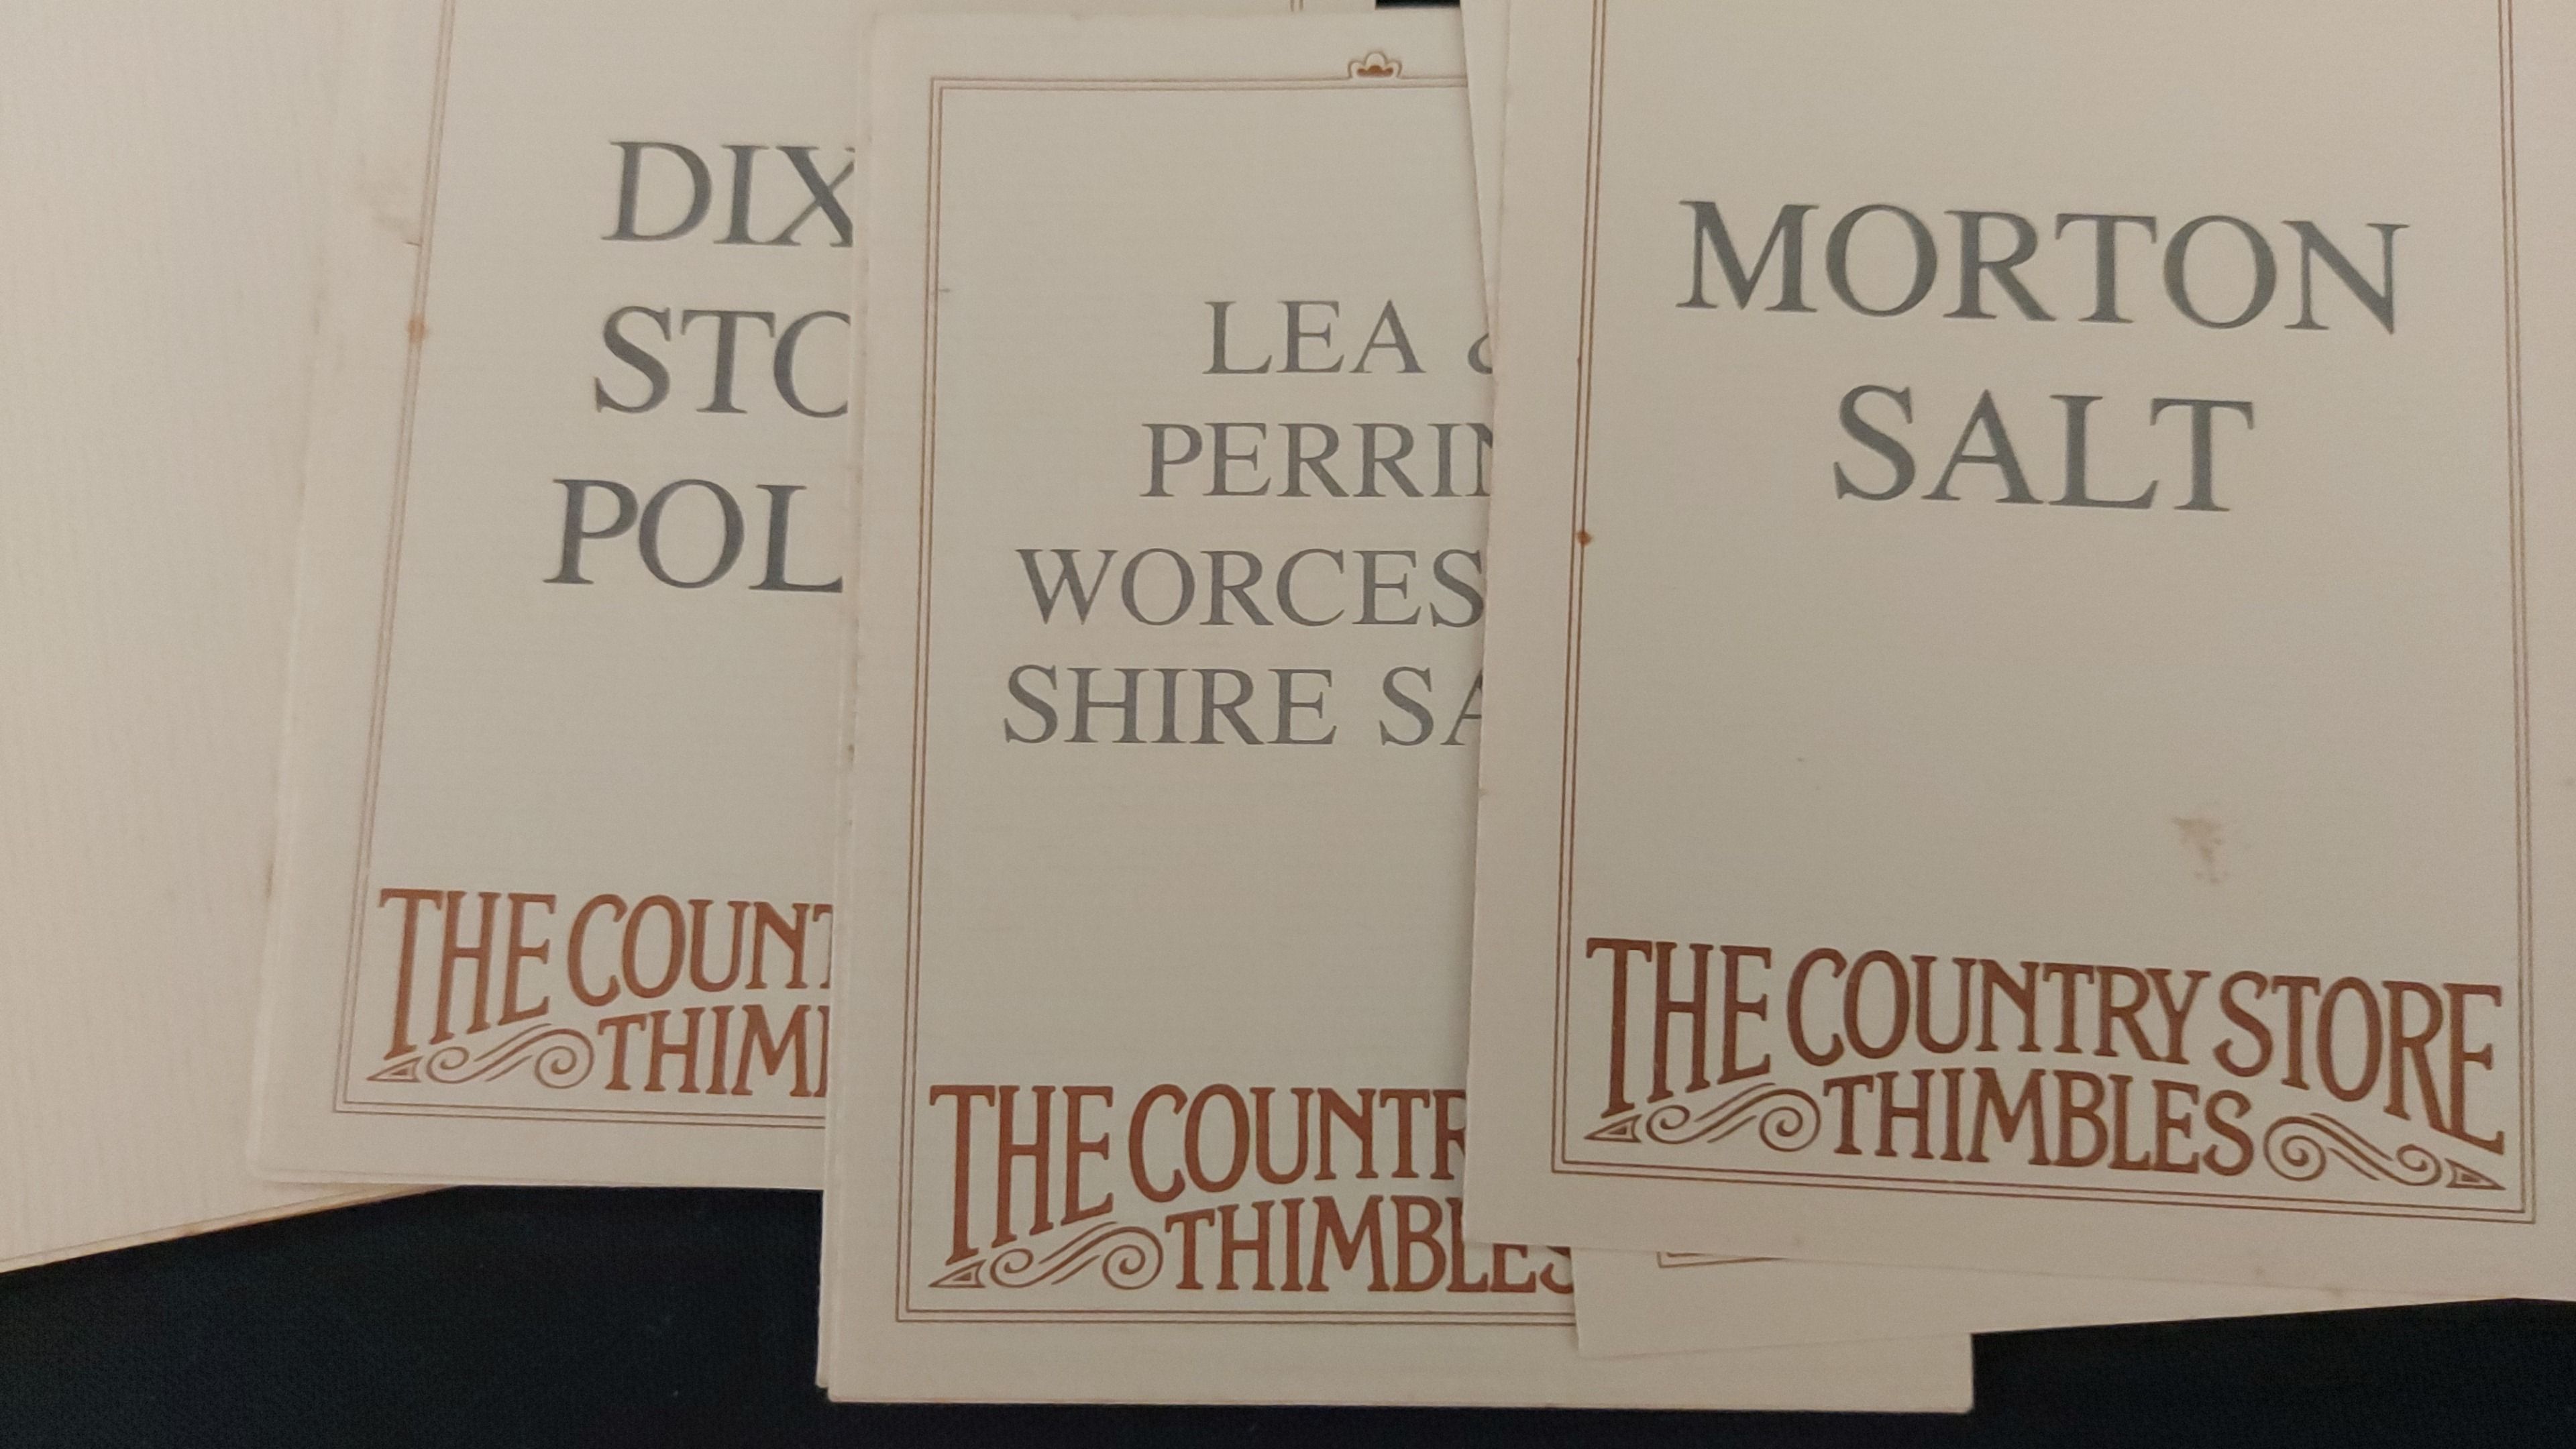 DIX
STO
POL
THE COUNT
THIM
LEA &
PERRIN
WORCES
SHIRE SA
THE COUNTR
THIMBLES
MORTON
SALT
THE COUNTRY STORE
THIMBLES